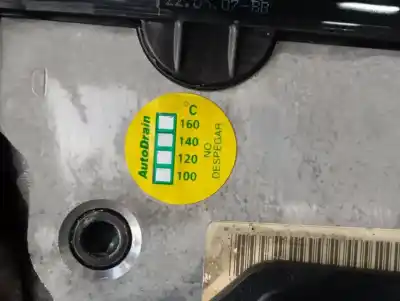 °C
AutoDrain
160
140
120
100
NO
DESPEGAR